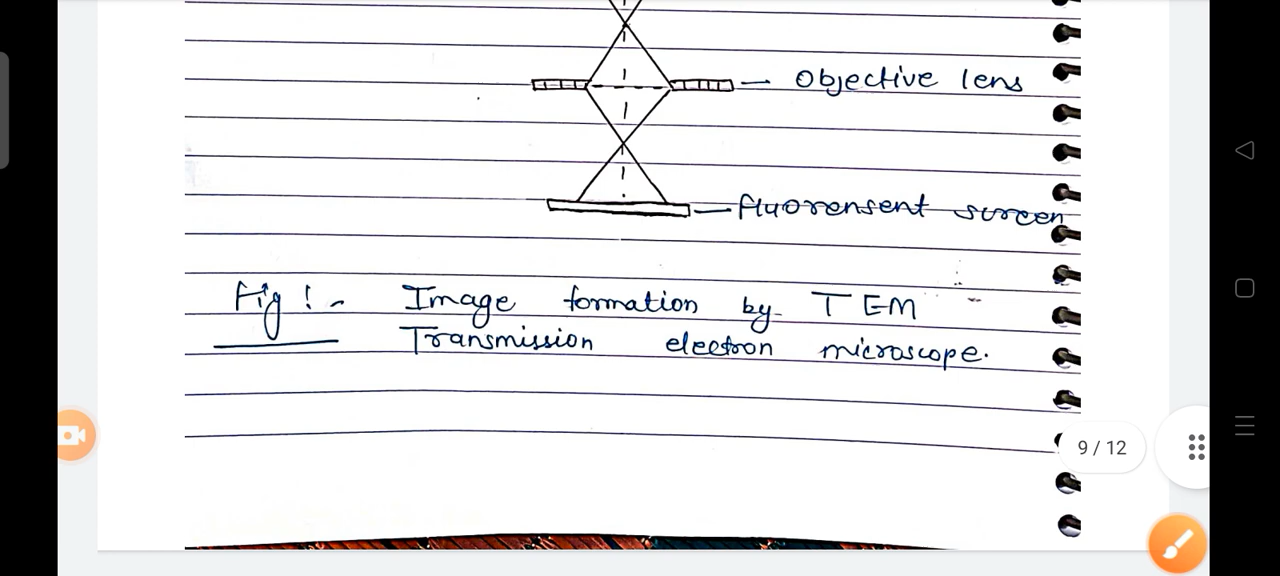 objective lens
fluorensent screen
Fig :- Image formation by TEM
Transmission electron microscope.
9 / 12